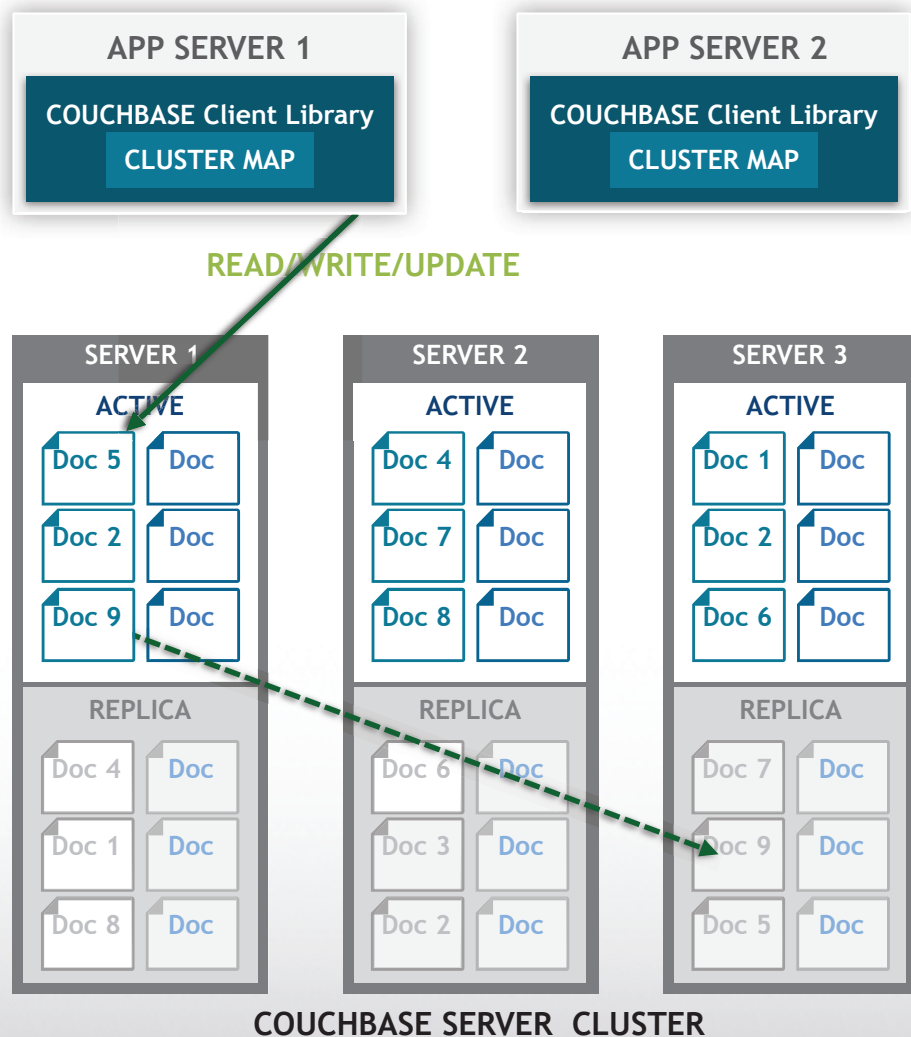 APP SERVER 1
COUCHBASE Client Library
CLUSTER MAP
APP SERVER 2
COUCHBASE Client Library
CLUSTER MAP
READ/WRITE/UPDATE
SERVER 1
ACTIVE
Doc 5 Doc
Doc 2 Doc
Doc 9 Doc
REPLICA
Doc 4 Doc
Doc 1 Doc
Doc 8 Doc
SERVER 2
ACTIVE
Doc 4 Doc
Doc 7 Doc
Doc 8 Doc
REPLICA
Doc 6 Doc
Doc 3 Doc
Doc 2 Doc
SERVER 3
ACTIVE
Doc 1 Doc
Doc 2 Doc
Doc 6 Doc
REPLICA
Doc 7 Doc
Doc 9 Doc
Doc 5 Doc
COUCHBASE SERVER CLUSTER